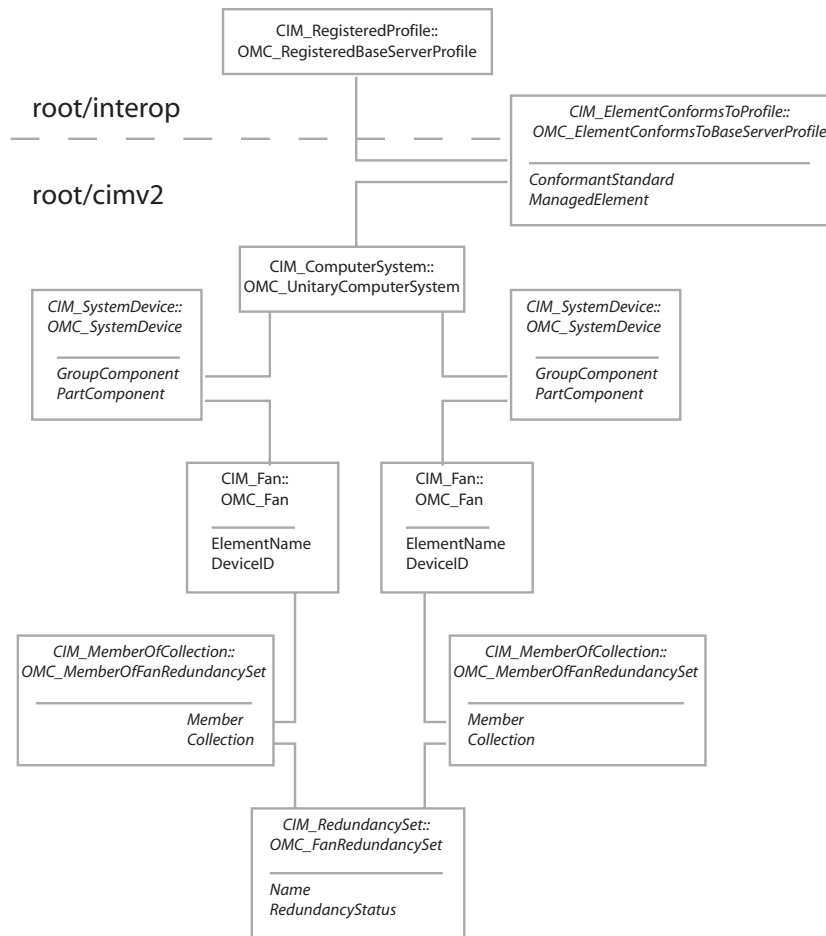 CIM_RegisteredProfile::
OMC_RegisteredBaseServerProfile
root/interop
CIM_ElementConformsToProfile::
OMC_ElementConformsToBaseServerProfile
ConformantStandard
ManagedElement
root/cimv2
CIM_ComputerSystem::
OMC_UnitaryComputerSystem
CIM_SystemDevice::
OMC_SystemDevice
GroupComponent
PartComponent
CIM_SystemDevice::
OMC_SystemDevice
GroupComponent
PartComponent
CIM_Fan::
OMC_Fan
ElementName
DeviceID
CIM_Fan::
OMC_Fan
ElementName
DeviceID
CIM_MemberOfCollection::
OMC_MemberOfFanRedundancySet
Member
Collection
CIM_MemberOfCollection::
OMC_MemberOfFanRedundancySet
Member
Collection
CIM_RedundancySet::
OMC_FanRedundancySet
Name
RedundancyStatus